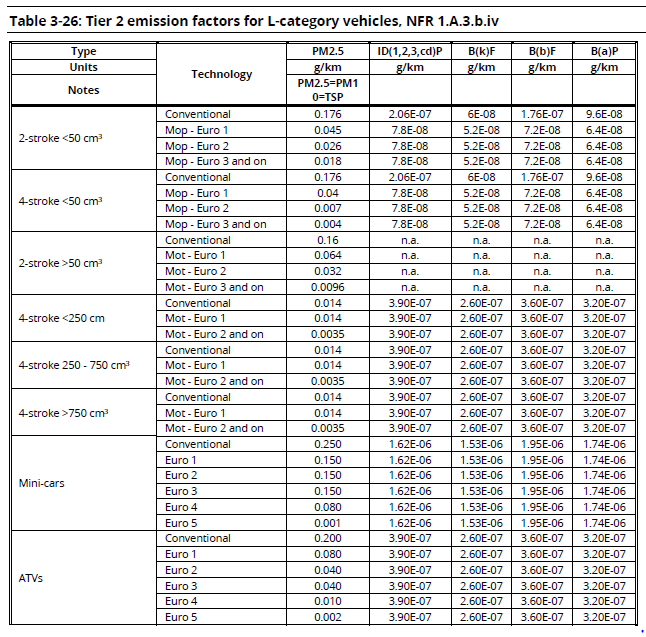 Table 3-26: Tier 2 emission factors for L-category vehicles, NFR 1.A.3.b.iv
Type Technology PM2.5 ID(1,2,3,cd)P B(k)F B(b)F B(a)P
Units g/km g/km g/km g/km g/km
Notes PM2.5=PM1
0=TSP
2-stroke <50 cm³ Conventional 0.176 2.06E-07 6E-08 1.76E-07 9.6E-08
Mop - Euro 1 0.045 7.8E-08 5.2E-08 7.2E-08 6.4E-08
Mop - Euro 2 0.026 7.8E-08 5.2E-08 7.2E-08 6.4E-08
Mop - Euro 3 and on 0.018 7.8E-08 5.2E-08 7.2E-08 6.4E-08
4-stroke <50 cm³ Conventional 0.176 2.06E-07 6E-08 1.76E-07 9.6E-08
Mop - Euro 1 0.04 7.8E-08 5.2E-08 7.2E-08 6.4E-08
Mop - Euro 2 0.007 7.8E-08 5.2E-08 7.2E-08 6.4E-08
Mop - Euro 3 and on 0.004 7.8E-08 5.2E-08 7.2E-08 6.4E-08
2-stroke >50 cm³ Conventional 0.16 n.a. n.a. n.a. n.a.
Mot - Euro 1 0.064 n.a. n.a. n.a. n.a.
Mot - Euro 2 0.032 n.a. n.a. n.a. n.a.
Mot - Euro 3 and on 0.0096 n.a. n.a. n.a. n.a.
4-stroke <250 cm Conventional 0.014 3.90E-07 2.60E-07 3.60E-07 3.20E-07
Mot - Euro 1 0.014 3.90E-07 2.60E-07 3.60E-07 3.20E-07
Mot - Euro 2 and on 0.0035 3.90E-07 2.60E-07 3.60E-07 3.20E-07
4-stroke 250 - 750 cm³ Conventional 0.014 3.90E-07 2.60E-07 3.60E-07 3.20E-07
Mot - Euro 1 0.014 3.90E-07 2.60E-07 3.60E-07 3.20E-07
Mot - Euro 2 and on 0.0035 3.90E-07 2.60E-07 3.60E-07 3.20E-07
4-stroke >750 cm³ Conventional 0.014 3.90E-07 2.60E-07 3.60E-07 3.20E-07
Mot - Euro 1 0.014 3.90E-07 2.60E-07 3.60E-07 3.20E-07
Mot - Euro 2 and on 0.0035 3.90E-07 2.60E-07 3.60E-07 3.20E-07
Mini-cars Conventional 0.250 1.62E-06 1.53E-06 1.95E-06 1.74E-06
Euro 1 0.150 1.62E-06 1.53E-06 1.95E-06 1.74E-06
Euro 2 0.150 1.62E-06 1.53E-06 1.95E-06 1.74E-06
Euro 3 0.150 1.62E-06 1.53E-06 1.95E-06 1.74E-06
Euro 4 0.080 1.62E-06 1.53E-06 1.95E-06 1.74E-06
Euro 5 0.001 1.62E-06 1.53E-06 1.95E-06 1.74E-06
ATVs Conventional 0.200 3.90E-07 2.60E-07 3.60E-07 3.20E-07
Euro 1 0.080 3.90E-07 2.60E-07 3.60E-07 3.20E-07
Euro 2 0.040 3.90E-07 2.60E-07 3.60E-07 3.20E-07
Euro 3 0.040 3.90E-07 2.60E-07 3.60E-07 3.20E-07
Euro 4 0.010 3.90E-07 2.60E-07 3.60E-07 3.20E-07
Euro 5 0.002 3.90E-07 2.60E-07 3.60E-07 3.20E-07